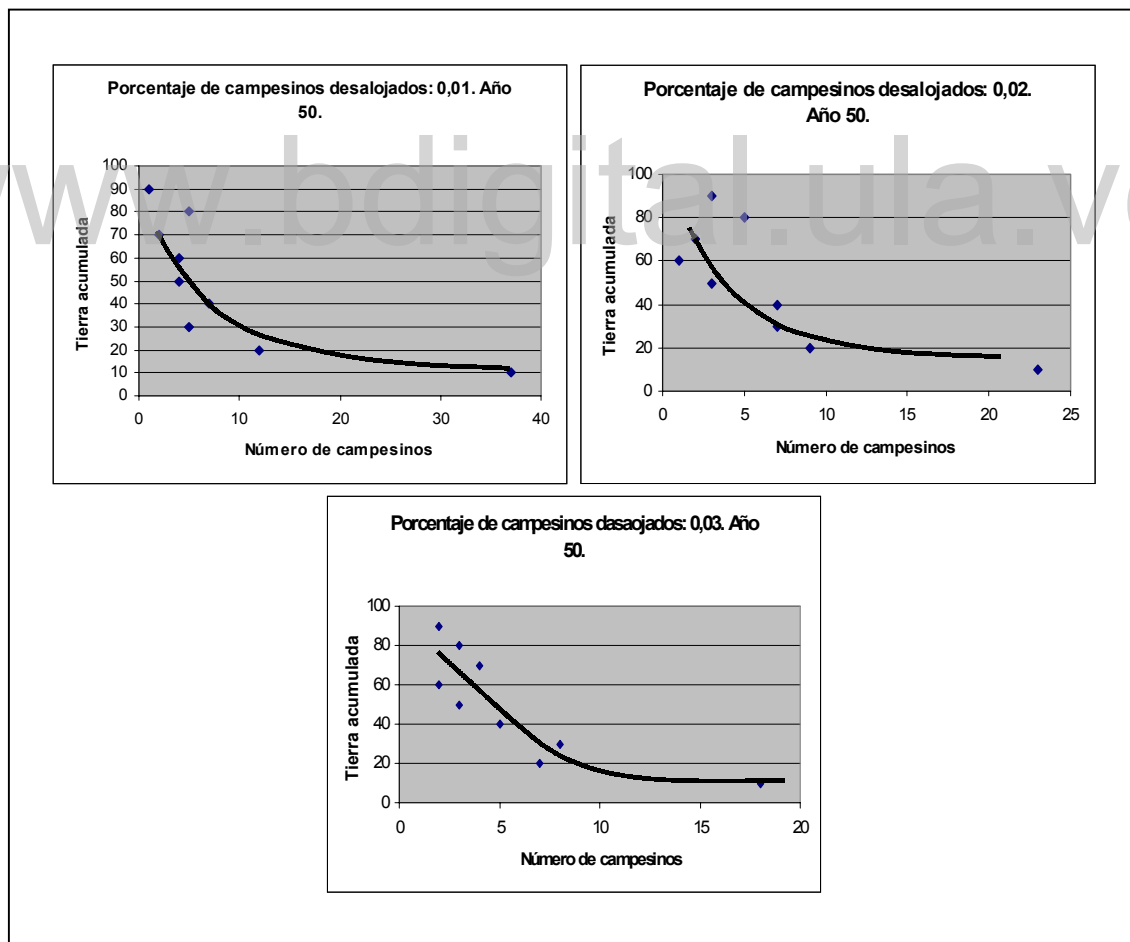 Porcentaje de campesinos desalojados: 0,01. Año
50.
Tierra acumulada
100
90
80
70
60
50
40
30
20
10
0
0 10 20 30 40
Número de campesinos
Porcentaje de campesinos desalojados: 0,02.
Año 50.
Tierra acumulada
100
80
60
40
20
0
0 5 10 15 20 25
Número de campesinos
Porcentaje de campesinos dasaojados: 0,03. Año
50.
Tierra acumulada
100
80
60
40
20
0
0 5 10 15 20
Número de campesinos
www.bdigital.ula.ve